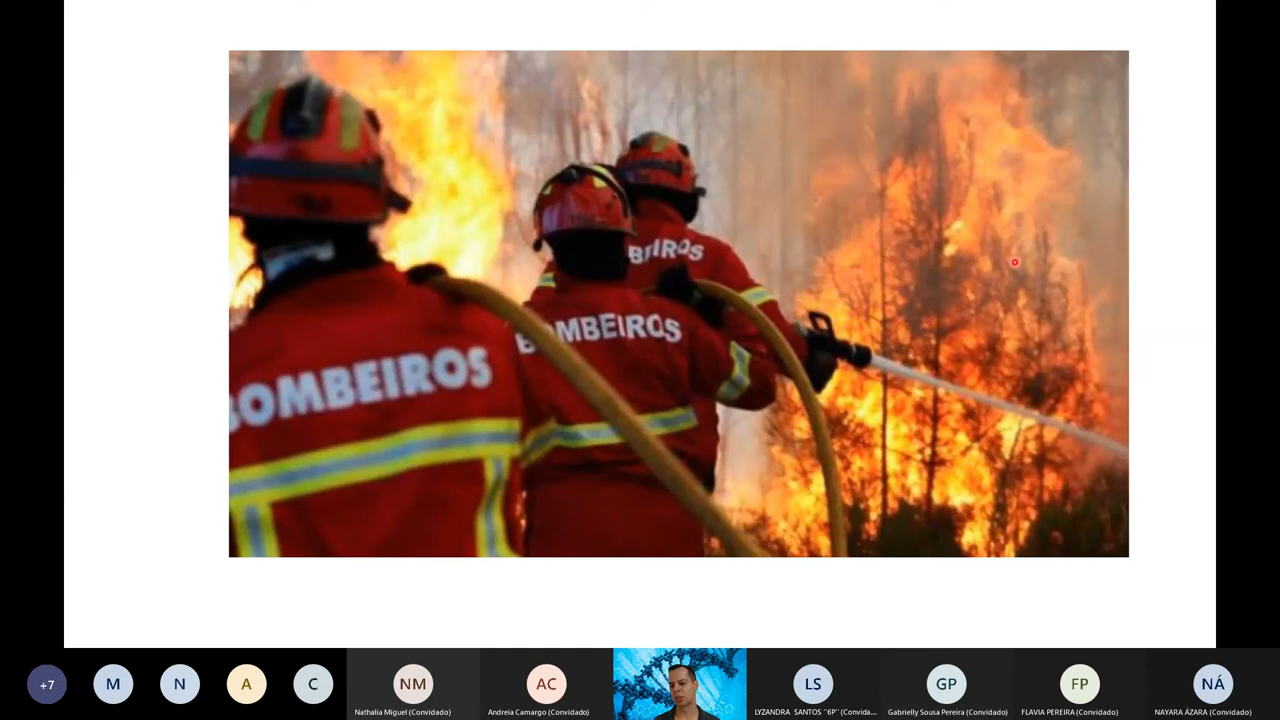 BEIROS
BOMBEIROS
BOMBEIROS
+7
M
N
A
C
NM
AC
LS
GP
FP
NÁ
Nathalia Miguel (Convidado)
Andreia Camargo (Convidado)
LYZANDRA SANTOS "6P" (Convida...
Gabrielly Sousa Pereira (Convidado)
FLAVIA PEREIRA (Convidado)
NAYARA ÁZARA (Convidado)